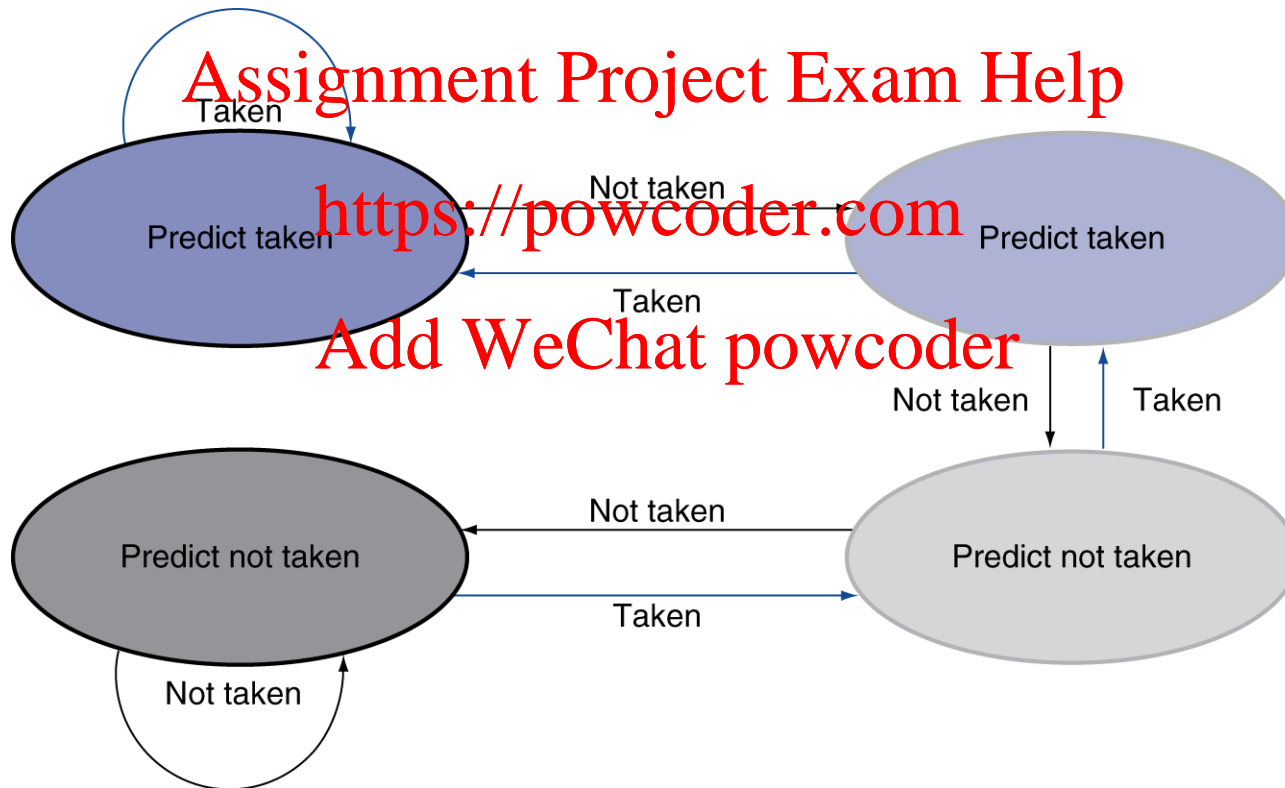 Assignment Project Exam Help
Taken
Not taken
https://powcoder.com
Predict taken
Predict taken
Taken
Add WeChat powcoder
Not taken
Taken
Not taken
Predict not taken
Predict not taken
Taken
Not taken